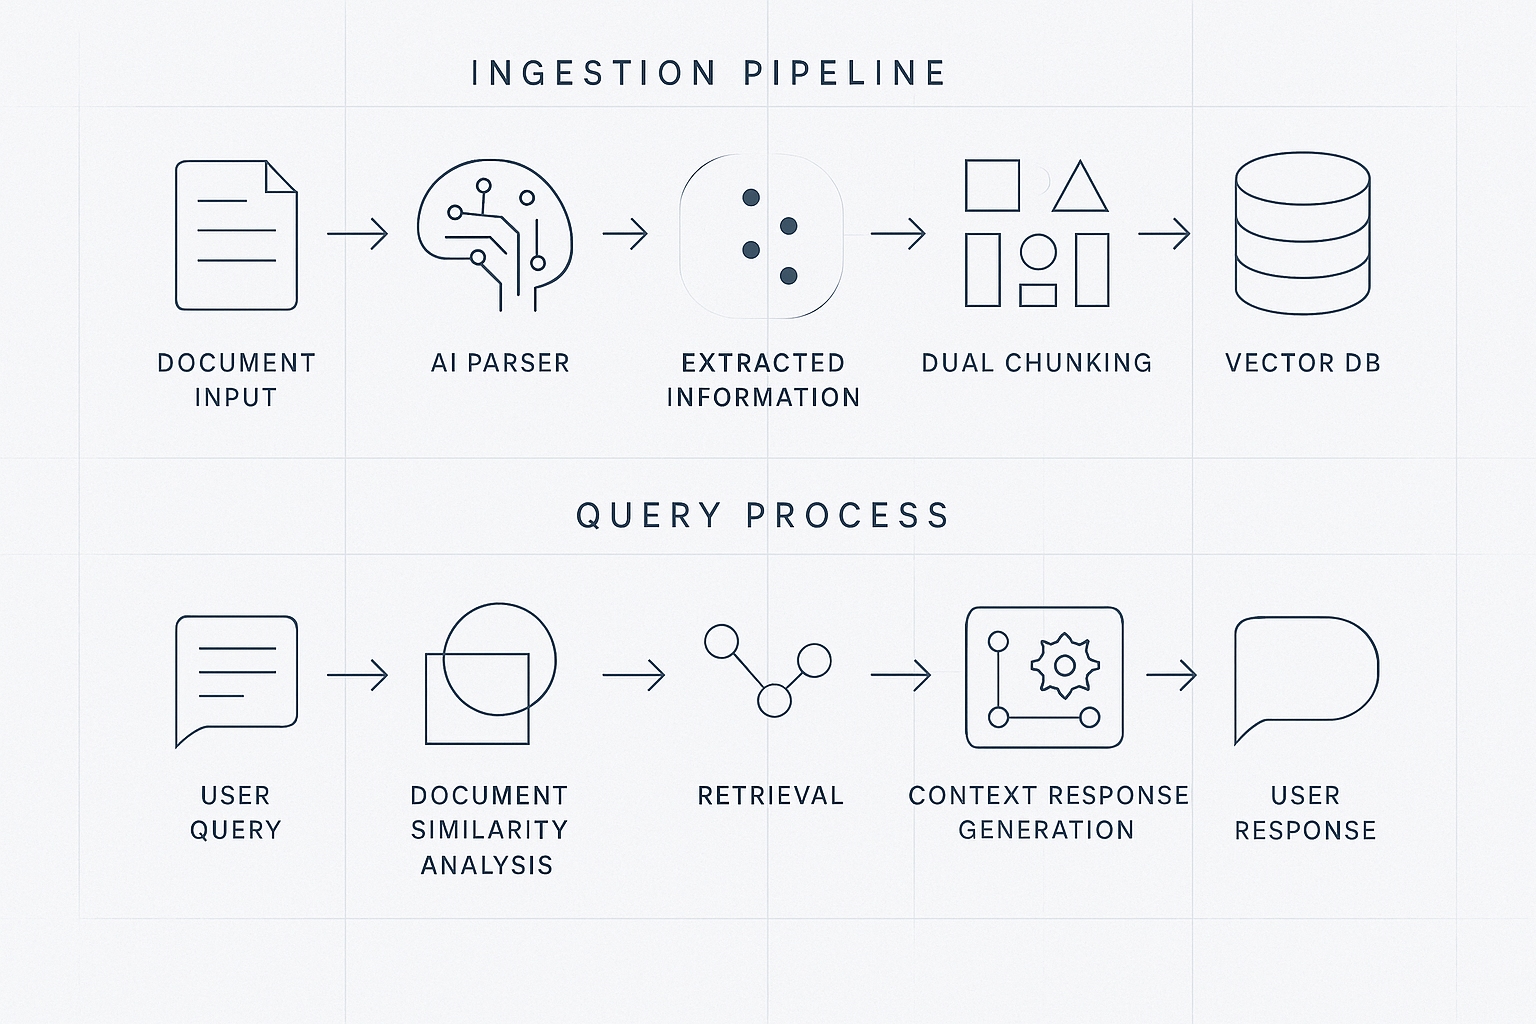 INGESTION PIPELINE
DOCUMENT
INPUT
AI PARSER
EXTRACTED
INFORMATION
DUAL CHUNKING
VECTOR DB
QUERY PROCESS
USER
QUERY
DOCUMENT
SIMILARITY
ANALYSIS
RETRIEVAL
CONTEXT RESPONSE
GENERATION
USER
RESPONSE